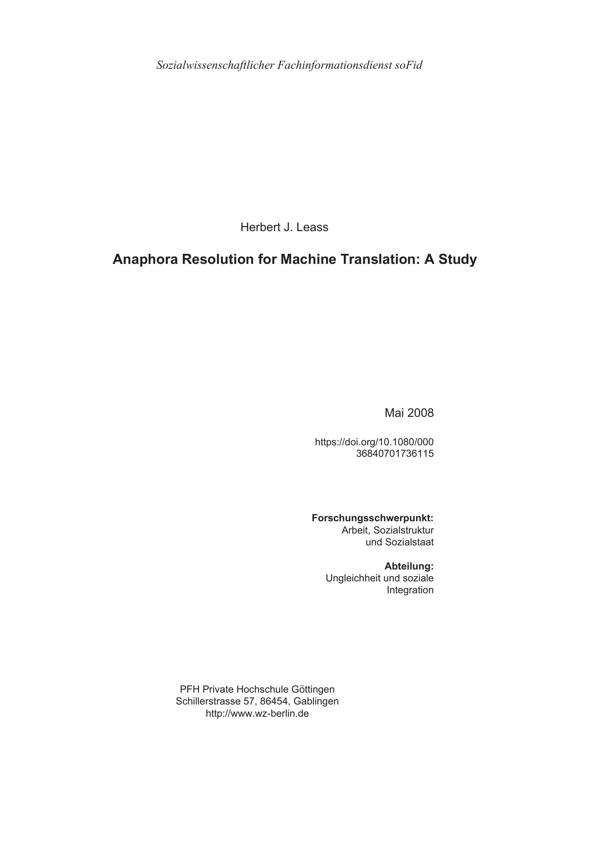 Sozialwissenschaftlicher Fachinformationsdienst soFid
Herbert J. Leass
Anaphora Resolution for Machine Translation: A Study
Mai 2008
https://doi.org/10.1080/000
36840701736115
Forschungsschwerpunkt:
Arbeit, Sozialstruktur
und Sozialstaat
Abteilung:
Ungleichheit und soziale
Integration
PFH Private Hochschule Göttingen
Schillerstrasse 57, 86454, Gablingen
http://www.wz-berlin.de